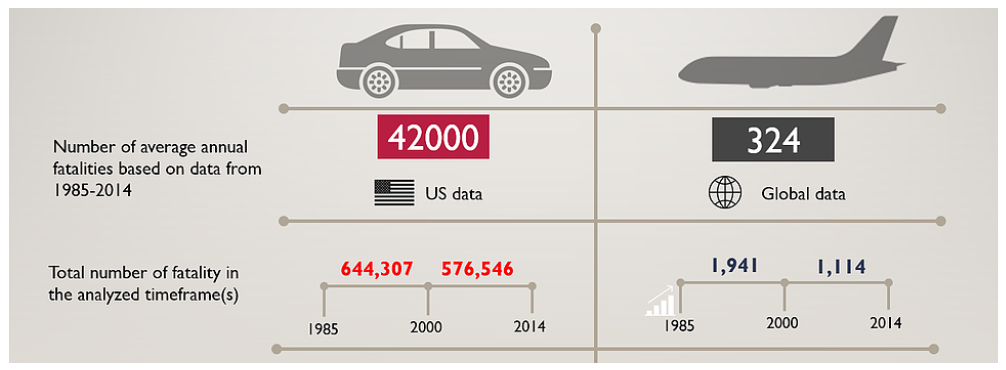 42000
324
Number of average annual
fatalities based on data from
1985-2014
US data
Global data
Total number of fatality in
the analyzed timeframe(s)
644,307 576,546
1985 2000 2014
1,941 1,114
1985 2000 2014